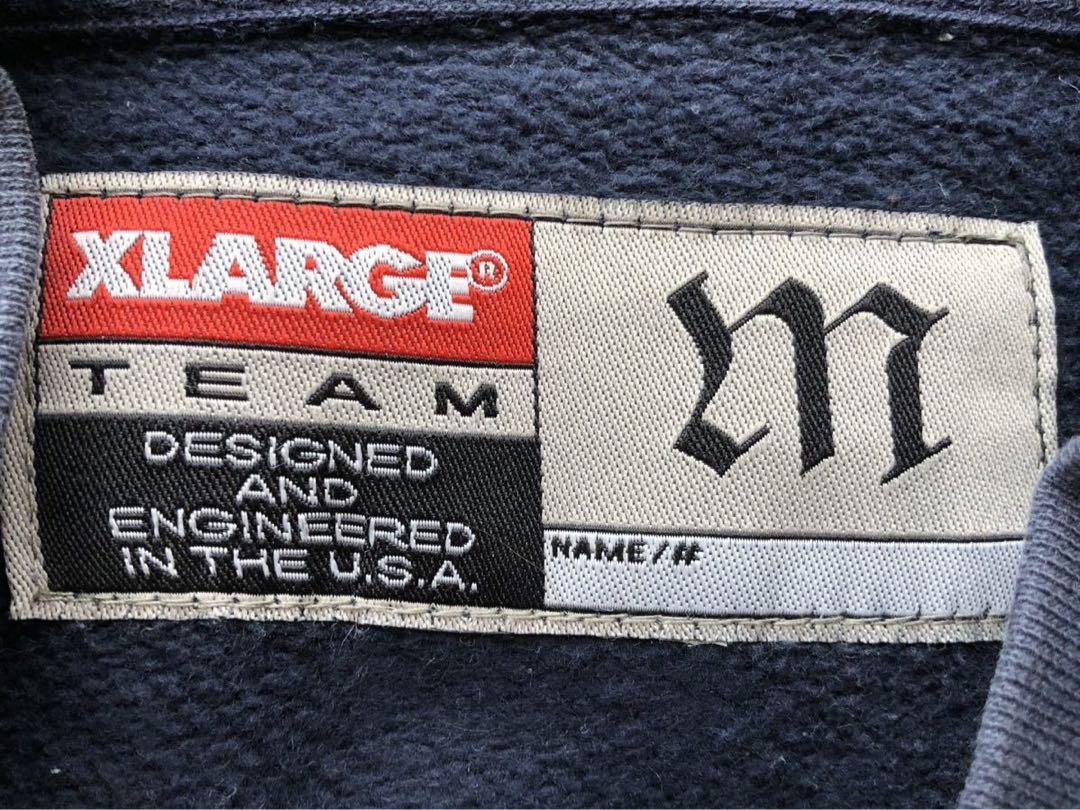 XLARGE®
TEAM
DESIGNED
AND
ENGINEERED
IN THE U.S.A.
m
NAME/#